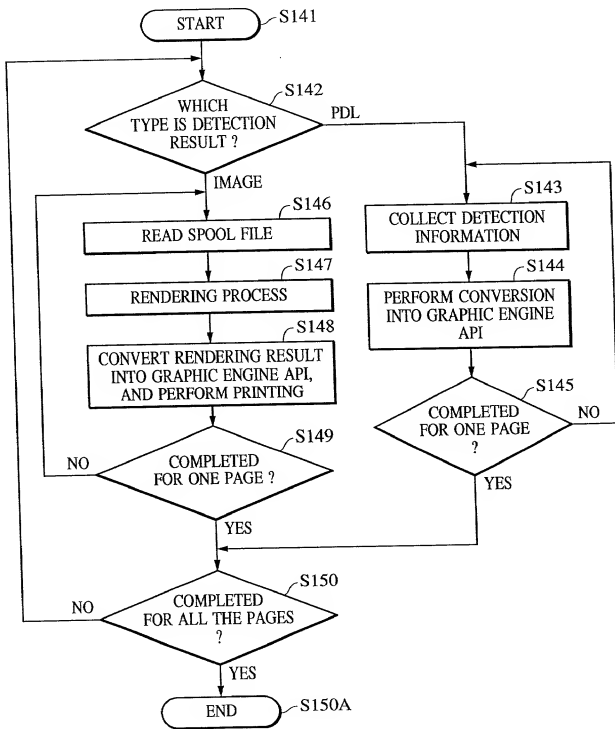 START
S141
S142
WHICH
TYPE IS DETECTION
RESULT ?
PDL
IMAGE
S146
READ SPOOL FILE
S143
COLLECT DETECTION
INFORMATION
S147
RENDERING PROCESS
S144
PERFORM CONVERSION
INTO GRAPHIC ENGINE
API
S148
CONVERT RENDERING RESULT
INTO GRAPHIC ENGINE API,
AND PERFORM PRINTING
S145
COMPLETED
FOR ONE PAGE
?
NO
YES
S149
COMPLETED
FOR ONE PAGE ?
NO
YES
S150
COMPLETED
FOR ALL THE PAGES
?
NO
YES
END
S150A